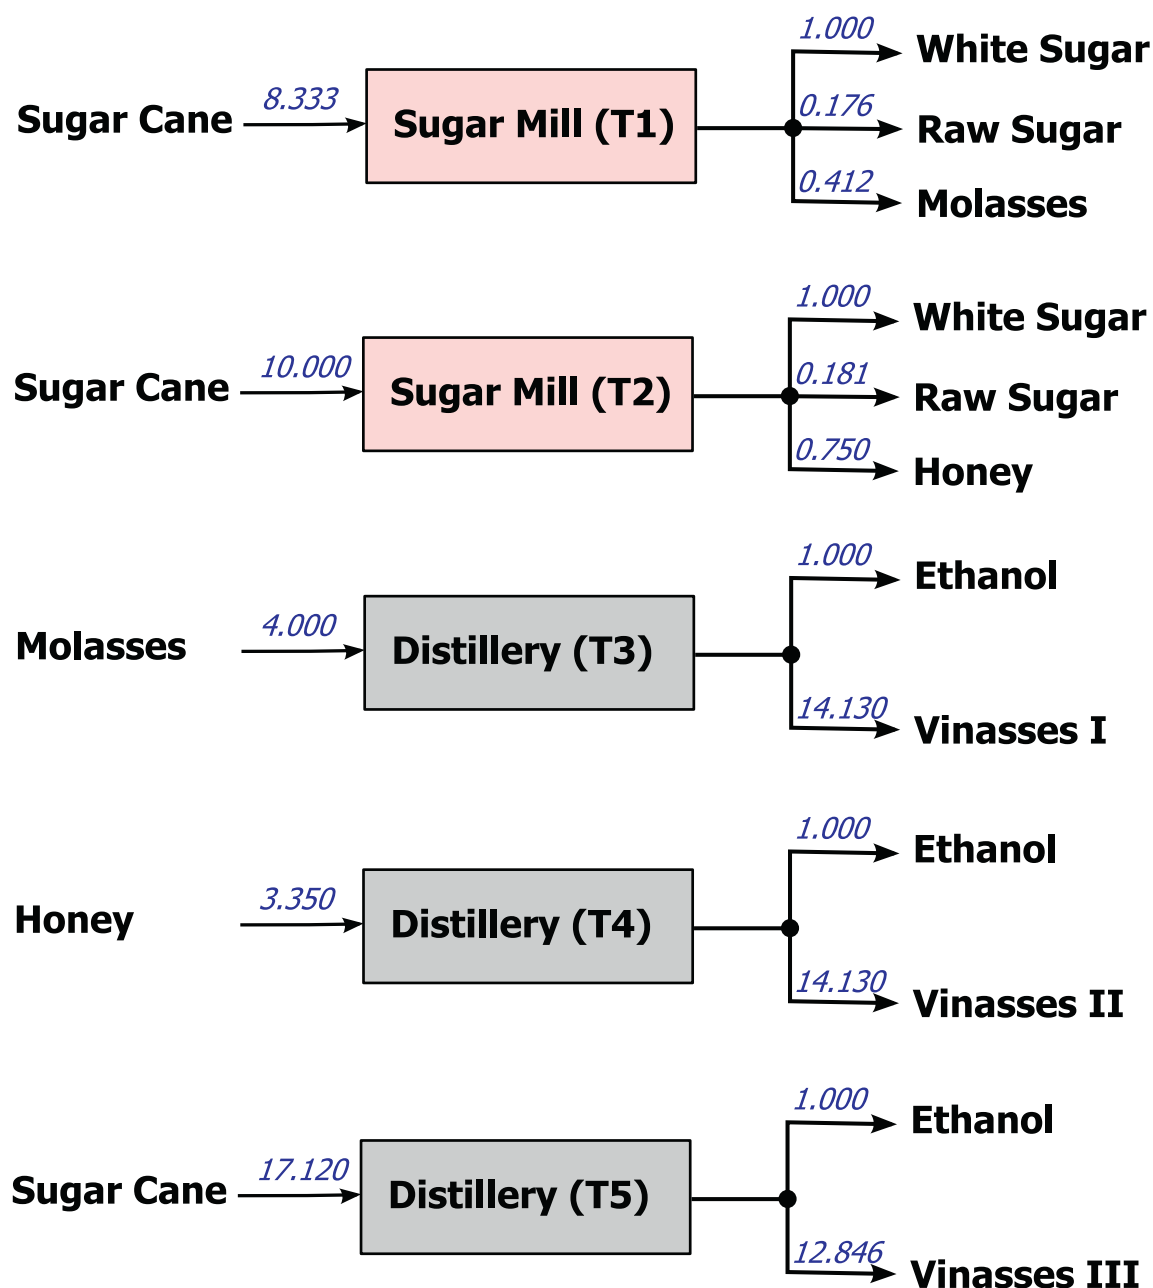 1.000
White Sugar
8.333
Sugar Cane
Sugar Mill (T1)
0.176
Raw Sugar
0.412
Molasses
1.000
White Sugar
10.000
Sugar Cane
Sugar Mill (T2)
0.181
Raw Sugar
0.750
Honey
1.000
Ethanol
4.000
Molasses
Distillery (T3)
14.130
Vinasses I
1.000
Ethanol
3.350
Honey
Distillery (T4)
14.130
Vinasses II
1.000
Ethanol
17.120
Sugar Cane
Distillery (T5)
12.846
Vinasses III